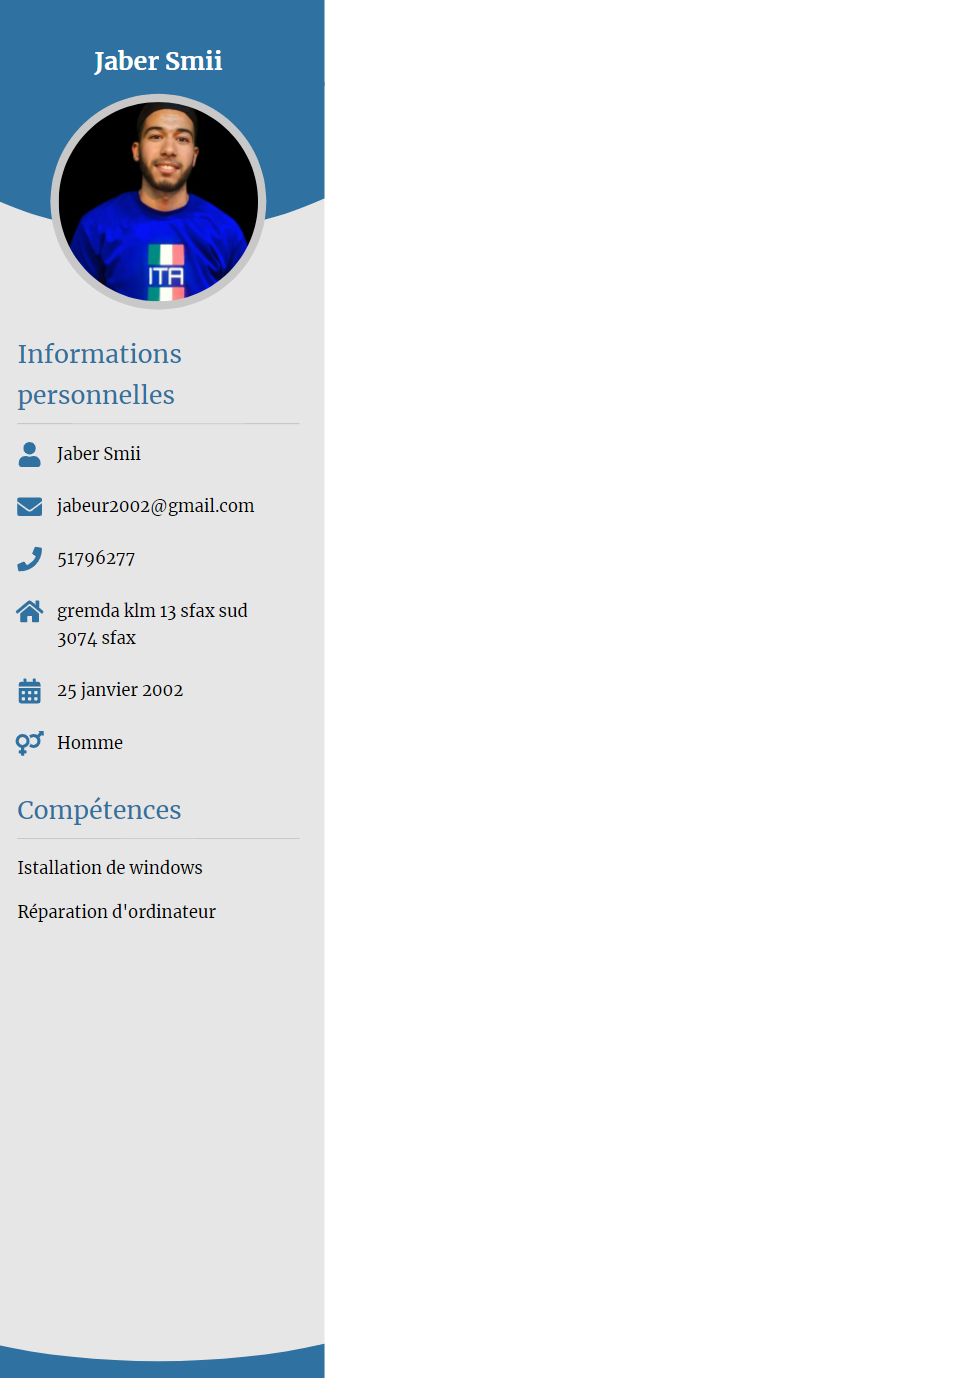 Jaber Smii
ITA
Informations
personnelles
Jaber Smii
jabeur2002@gmail.com
51796277
gremda klm 13 sfax sud
3074 sfax
25 janvier 2002
Homme
Compétences
Istallation de windows
Réparation d'ordinateur